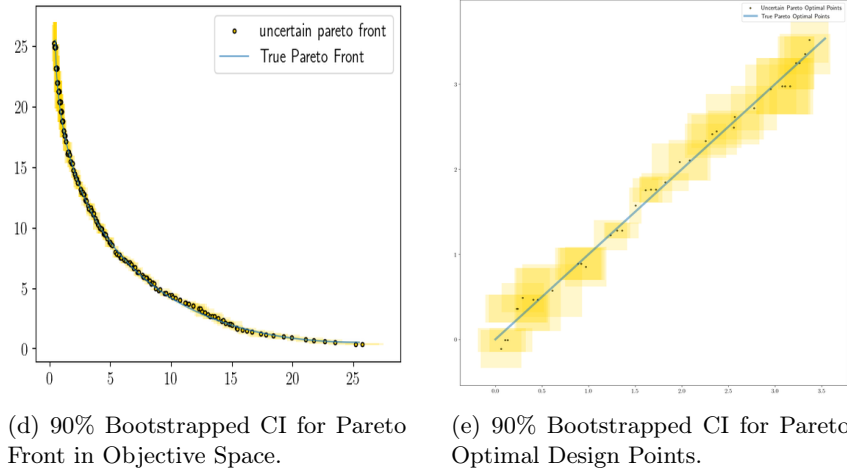 25
20
15
10
5
0
0 5 10 15 20 25
uncertain pareto front
True Pareto Front
3
2
1
0
0.0 0.5 1.0 1.5 2.0 2.5 3.0 3.5
Uncertain Pareto Optimal Points
True Pareto Optimal Points
(d) 90% Bootstrapped CI for Pareto
Front in Objective Space.
(e) 90% Bootstrapped CI for Pareto
Optimal Design Points.